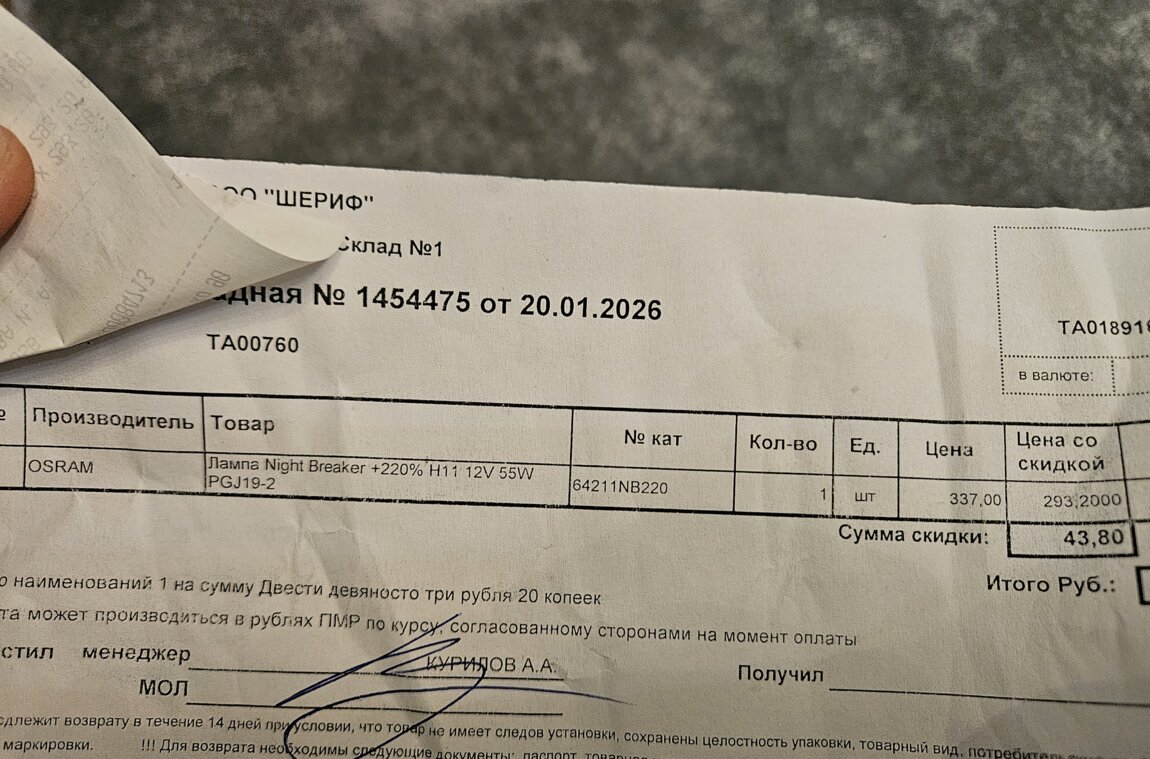 ОО "ШЕРИФ"
Склад №1
адная № 1454475 от 20.01.2026
ТА00760
ТА018916
в валюте:
Производитель Товар № кат Кол-во Ед. Цена Цена со скидкой
OSRAM Лампа Night Breaker +220% H11 12V 55W PGJ19-2 64211NB220 1 шт 337,00 293,2000
Сумма скидки: 43,80
Итого Руб.:
о наименований 1 на сумму Двести девяносто три рубля 20 копеек
та может производиться в рублях ПМР по курсу, согласованному сторонами на момент оплаты
стил менеджер КУРИЛОВ А.А.
Получил
МОЛ
длежит возврату в течение 14 дней при условии, что товар не имеет следов установки, сохранены целостность упаковки, товарный вид,
маркировки. !!! Для возврата необходимы следующие документы: паспорт,